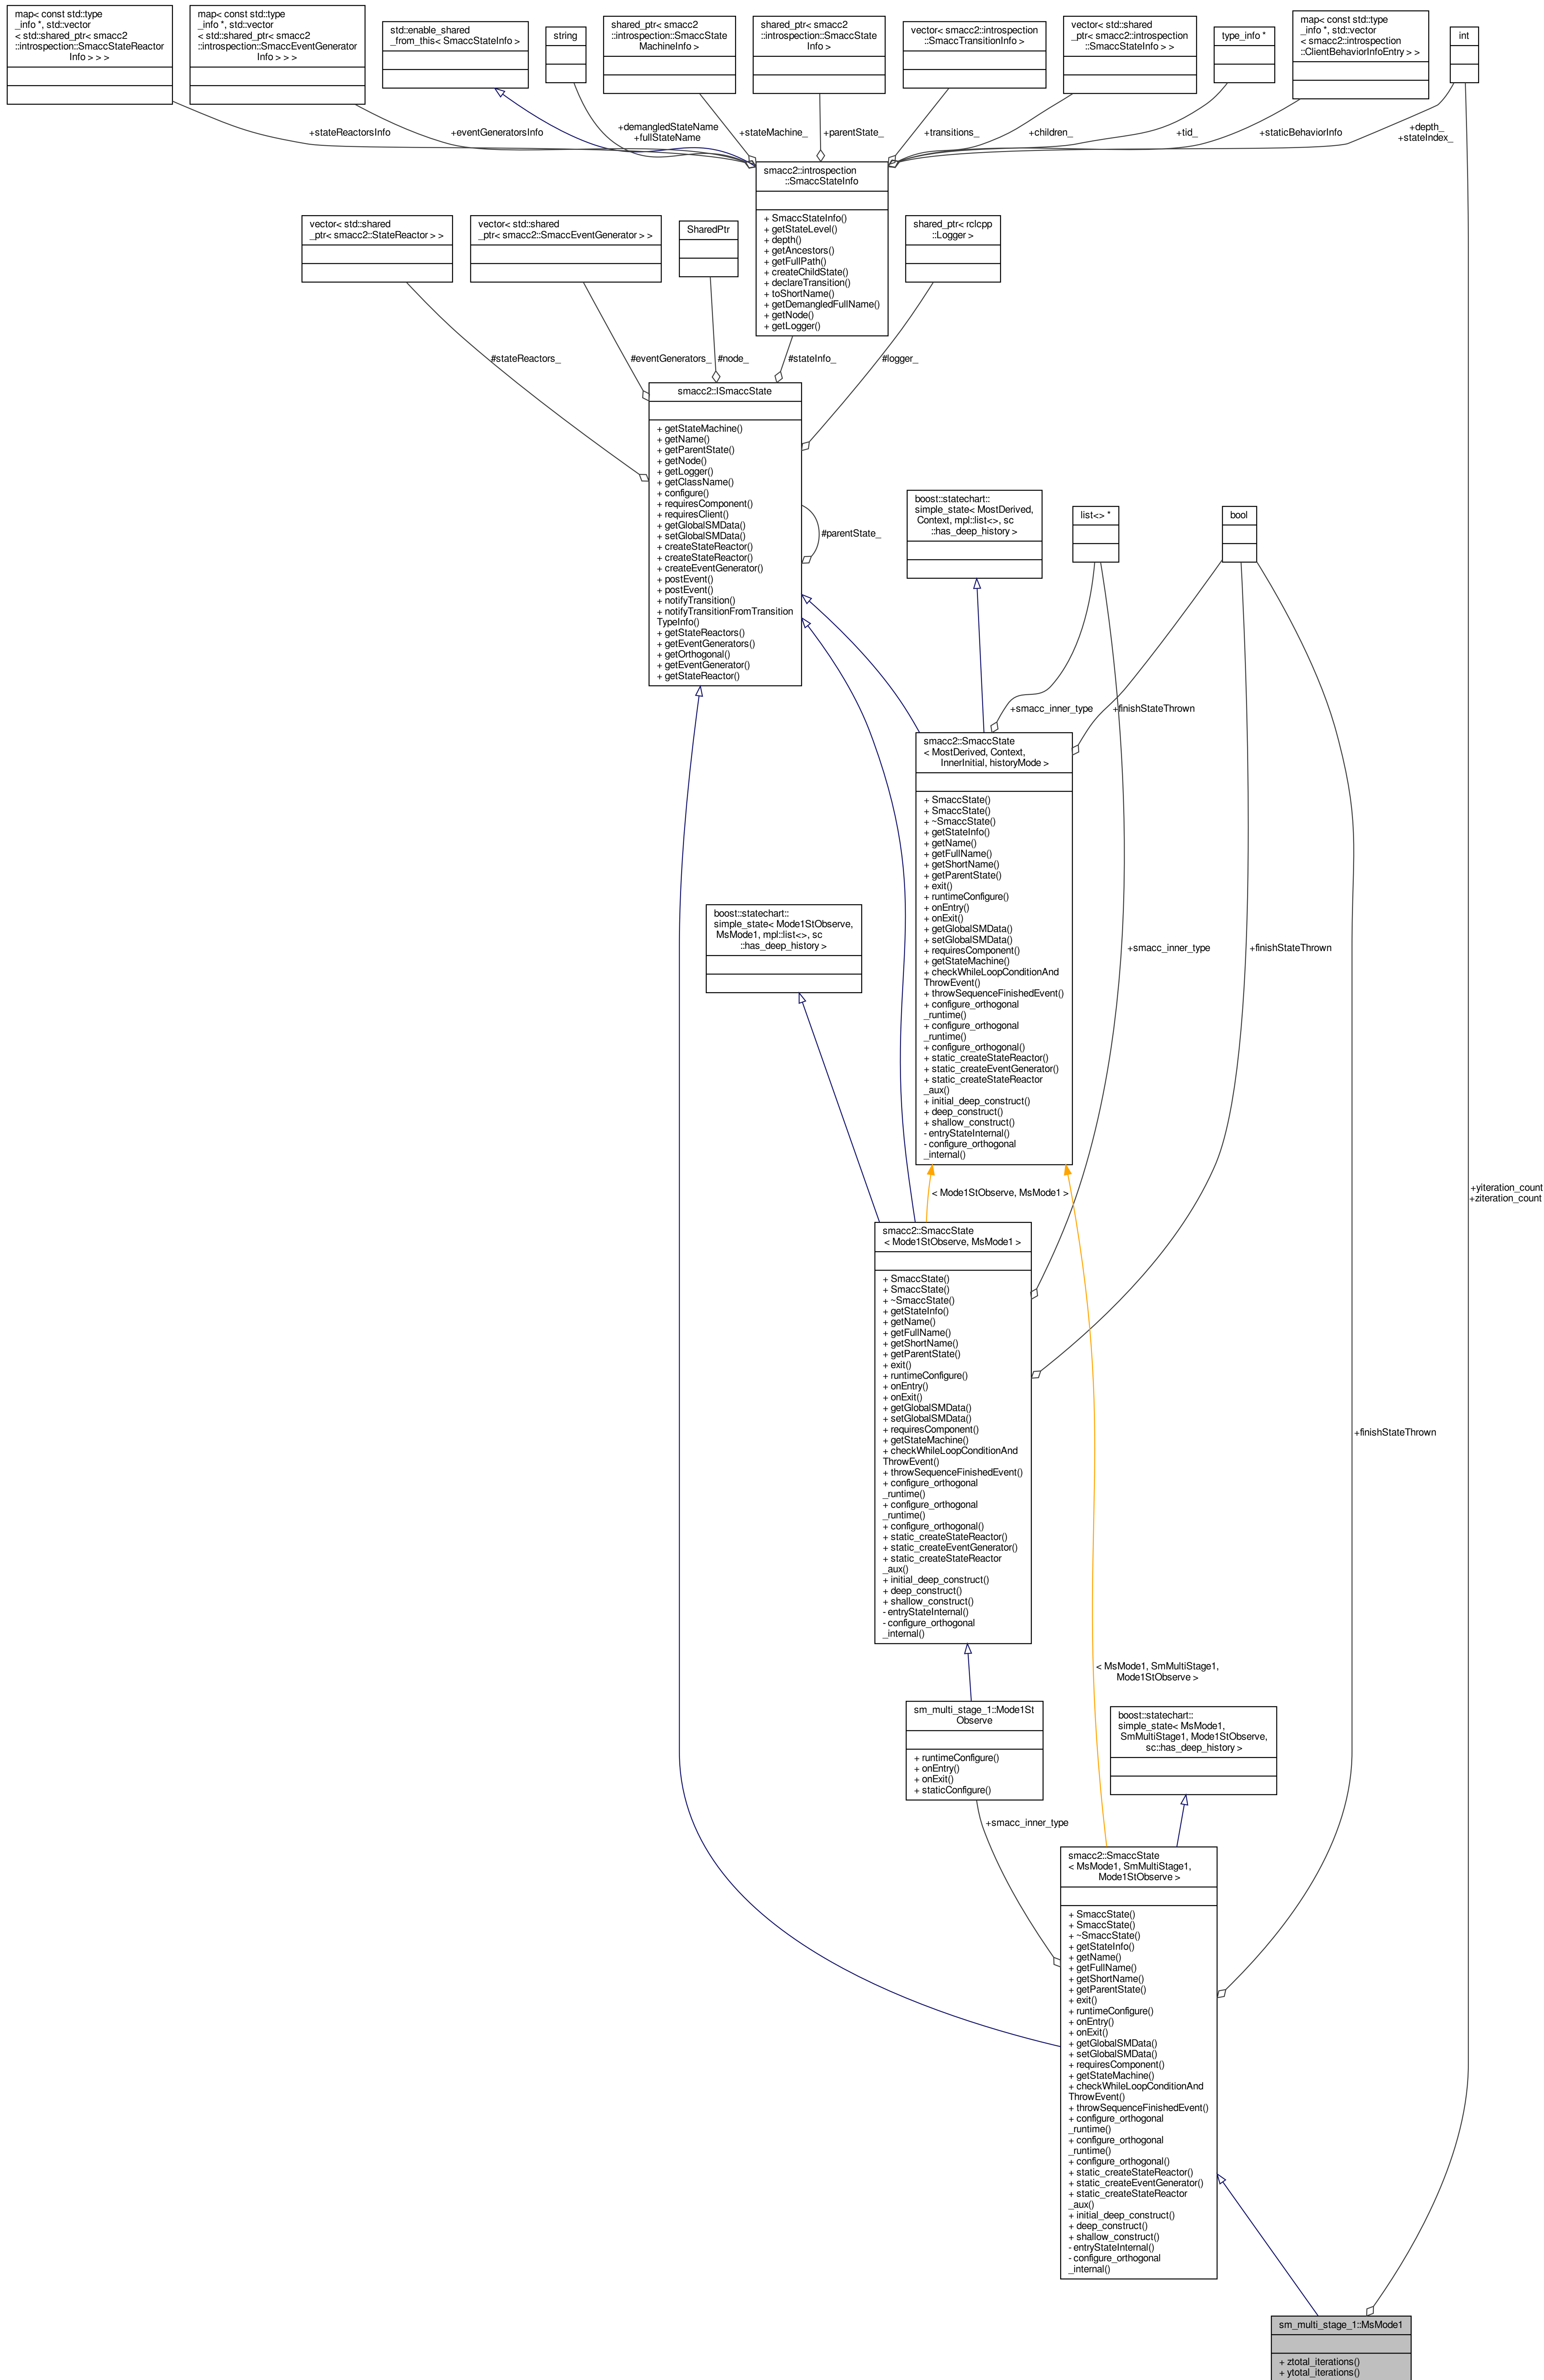 map< const std::type
_info *, std::vector
< std::shared_ptr< smacc2
::introspection::SmaccStateReactor
Info > > >
map< const std::type
_info *, std::vector
< std::shared_ptr< smacc2
::introspection::SmaccEventGenerator
Info > > >
std::enable_shared
_from_this< SmaccStateInfo >
string
shared_ptr< smacc2
::introspection::SmaccState
MachineInfo >
shared_ptr< smacc2
::introspection::SmaccState
Info >
vector< smacc2::introspection
::SmaccTransitionInfo >
vector< std::shared
_ptr< smacc2::introspection
::SmaccStateInfo > >
type_info *
map< const std::type
_info *, std::vector
< smacc2::introspection
::ClientBehaviorInfoEntry > >
int
+stateReactorsInfo
+eventGeneratorsInfo
+demangledStateName
+fullStateName
+stateMachine_
+parentState_
+transitions_
+children_
+tid_
+staticBehaviorInfo
+depth_
+stateIndex_
smacc2::introspection
::SmaccStateInfo
+ SmaccStateInfo()
+ getStateLevel()
+ depth()
+ getAncestors()
+ getFullPath()
+ createChildState()
+ declareTransition()
+ toShortName()
+ getDemangledFullName()
+ getNode()
+ getLogger()
vector< std::shared
_ptr< smacc2::StateReactor > >
vector< std::shared
_ptr< smacc2::SmaccEventGenerator > >
SharedPtr
shared_ptr< rclcpp
::Logger >
#stateReactors_
#eventGenerators_
#node_
#stateInfo_
#logger_
smacc2::ISmaccState
+ getStateMachine()
+ getName()
+ getParentState()
+ getNode()
+ getLogger()
+ getClassName()
+ configure()
+ requiresComponent()
+ requiresClient()
+ getGlobalSMData()
+ setGlobalSMData()
+ createStateReactor()
+ createStateReactor()
+ createEventGenerator()
+ postEvent()
+ postEvent()
+ notifyTransition()
+ notifyTransitionFromTransition
TypeInfo()
+ getStateReactors()
+ getEventGenerators()
+ getOrthogonal()
+ getEventGenerator()
+ getStateReactor()
#parentState_
boost::statechart::
simple_state< MostDerived,
Context, mpl::list<>, sc
::has_deep_history >
list<> *
bool
+smacc_inner_type
+finishStateThrown
smacc2::SmaccState
< MostDerived, Context,
InnerInitial, historyMode >
+ SmaccState()
+ SmaccState()
+ ~SmaccState()
+ getStateInfo()
+ getName()
+ getFullName()
+ getShortName()
+ getParentState()
+ exit()
+ runtimeConfigure()
+ onEntry()
+ onExit()
+ getGlobalSMData()
+ setGlobalSMData()
+ requiresComponent()
+ getStateMachine()
+ checkWhileLoopConditionAnd
ThrowEvent()
+ throwSequenceFinishedEvent()
+ configure_orthogonal
_runtime()
+ configure_orthogonal
_runtime()
+ configure_orthogonal()
+ static_createStateReactor()
+ static_createEventGenerator()
+ static_createStateReactor
_aux()
+ initial_deep_construct()
+ deep_construct()
+ shallow_construct()
- entryStateInternal()
- configure_orthogonal
_internal()
boost::statechart::
simple_state< Mode1StObserve,
MsMode1, mpl::list<>, sc
::has_deep_history >
+smacc_inner_type
+finishStateThrown
< Mode1StObserve, MsMode1 >
+yiteration_count
+ziteration_count
smacc2::SmaccState
< Mode1StObserve, MsMode1 >
+ SmaccState()
+ SmaccState()
+ ~SmaccState()
+ getStateInfo()
+ getName()
+ getFullName()
+ getShortName()
+ getParentState()
+ exit()
+ runtimeConfigure()
+ onEntry()
+ onExit()
+ getGlobalSMData()
+ setGlobalSMData()
+ requiresComponent()
+ getStateMachine()
+ checkWhileLoopConditionAnd
ThrowEvent()
+ throwSequenceFinishedEvent()
+ configure_orthogonal
_runtime()
+ configure_orthogonal
_runtime()
+ configure_orthogonal()
+ static_createStateReactor()
+ static_createEventGenerator()
+ static_createStateReactor
_aux()
+ initial_deep_construct()
+ deep_construct()
+ shallow_construct()
- entryStateInternal()
- configure_orthogonal
_internal()
+finishStateThrown
< MsMode1, SmMultiStage1,
Mode1StObserve >
sm_multi_stage_1::Mode1St
Observe
+ runtimeConfigure()
+ onEntry()
+ onExit()
+ staticConfigure()
boost::statechart::
simple_state< MsMode1,
SmMultiStage1, Mode1StObserve,
sc::has_deep_history >
+smacc_inner_type
smacc2::SmaccState
< MsMode1, SmMultiStage1,
Mode1StObserve >
+ SmaccState()
+ SmaccState()
+ ~SmaccState()
+ getStateInfo()
+ getName()
+ getFullName()
+ getShortName()
+ getParentState()
+ exit()
+ runtimeConfigure()
+ onEntry()
+ onExit()
+ getGlobalSMData()
+ setGlobalSMData()
+ requiresComponent()
+ getStateMachine()
+ checkWhileLoopConditionAnd
ThrowEvent()
+ throwSequenceFinishedEvent()
+ configure_orthogonal
_runtime()
+ configure_orthogonal
_runtime()
+ configure_orthogonal()
+ static_createStateReactor()
+ static_createEventGenerator()
+ static_createStateReactor
_aux()
+ initial_deep_construct()
+ deep_construct()
+ shallow_construct()
- entryStateInternal()
- configure_orthogonal
_internal()
sm_multi_stage_1::MsMode1
+ ztotal_iterations()
+ ytotal_iterations()